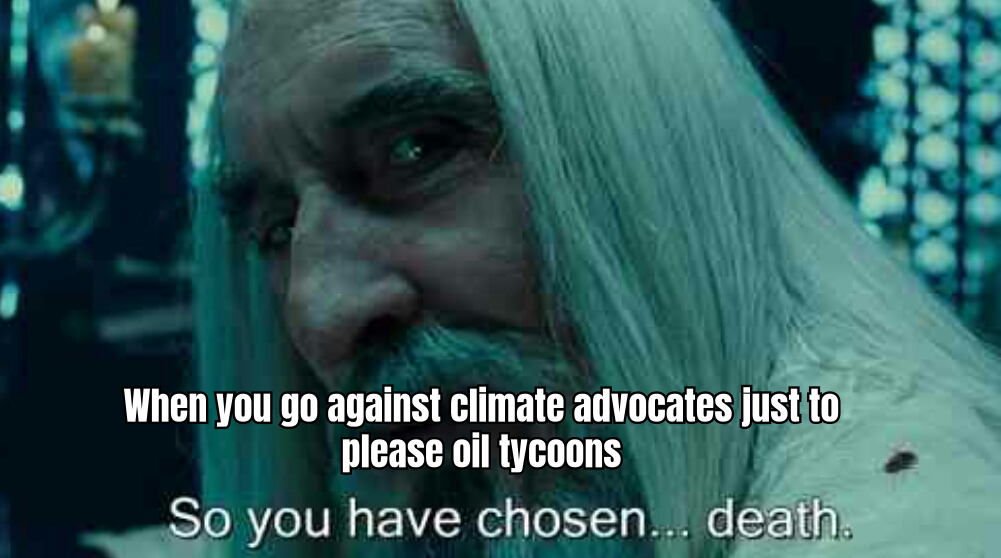 When you go against climate advocates just to
please oil tycoons
So you have chosen... death.